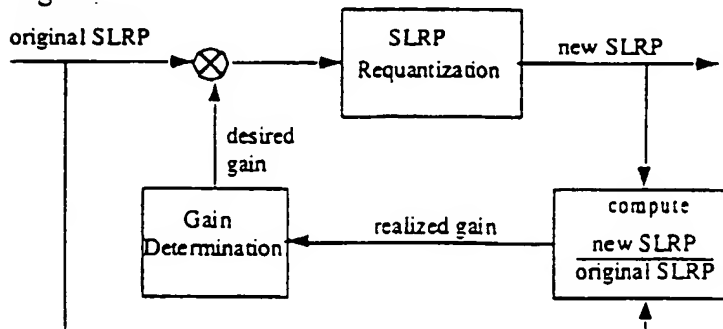 original SLRP
SLRP
Requantization
new SLRP
desired
gain
Gain
Determination
realized gain
compute
new SLRP
original SLRP